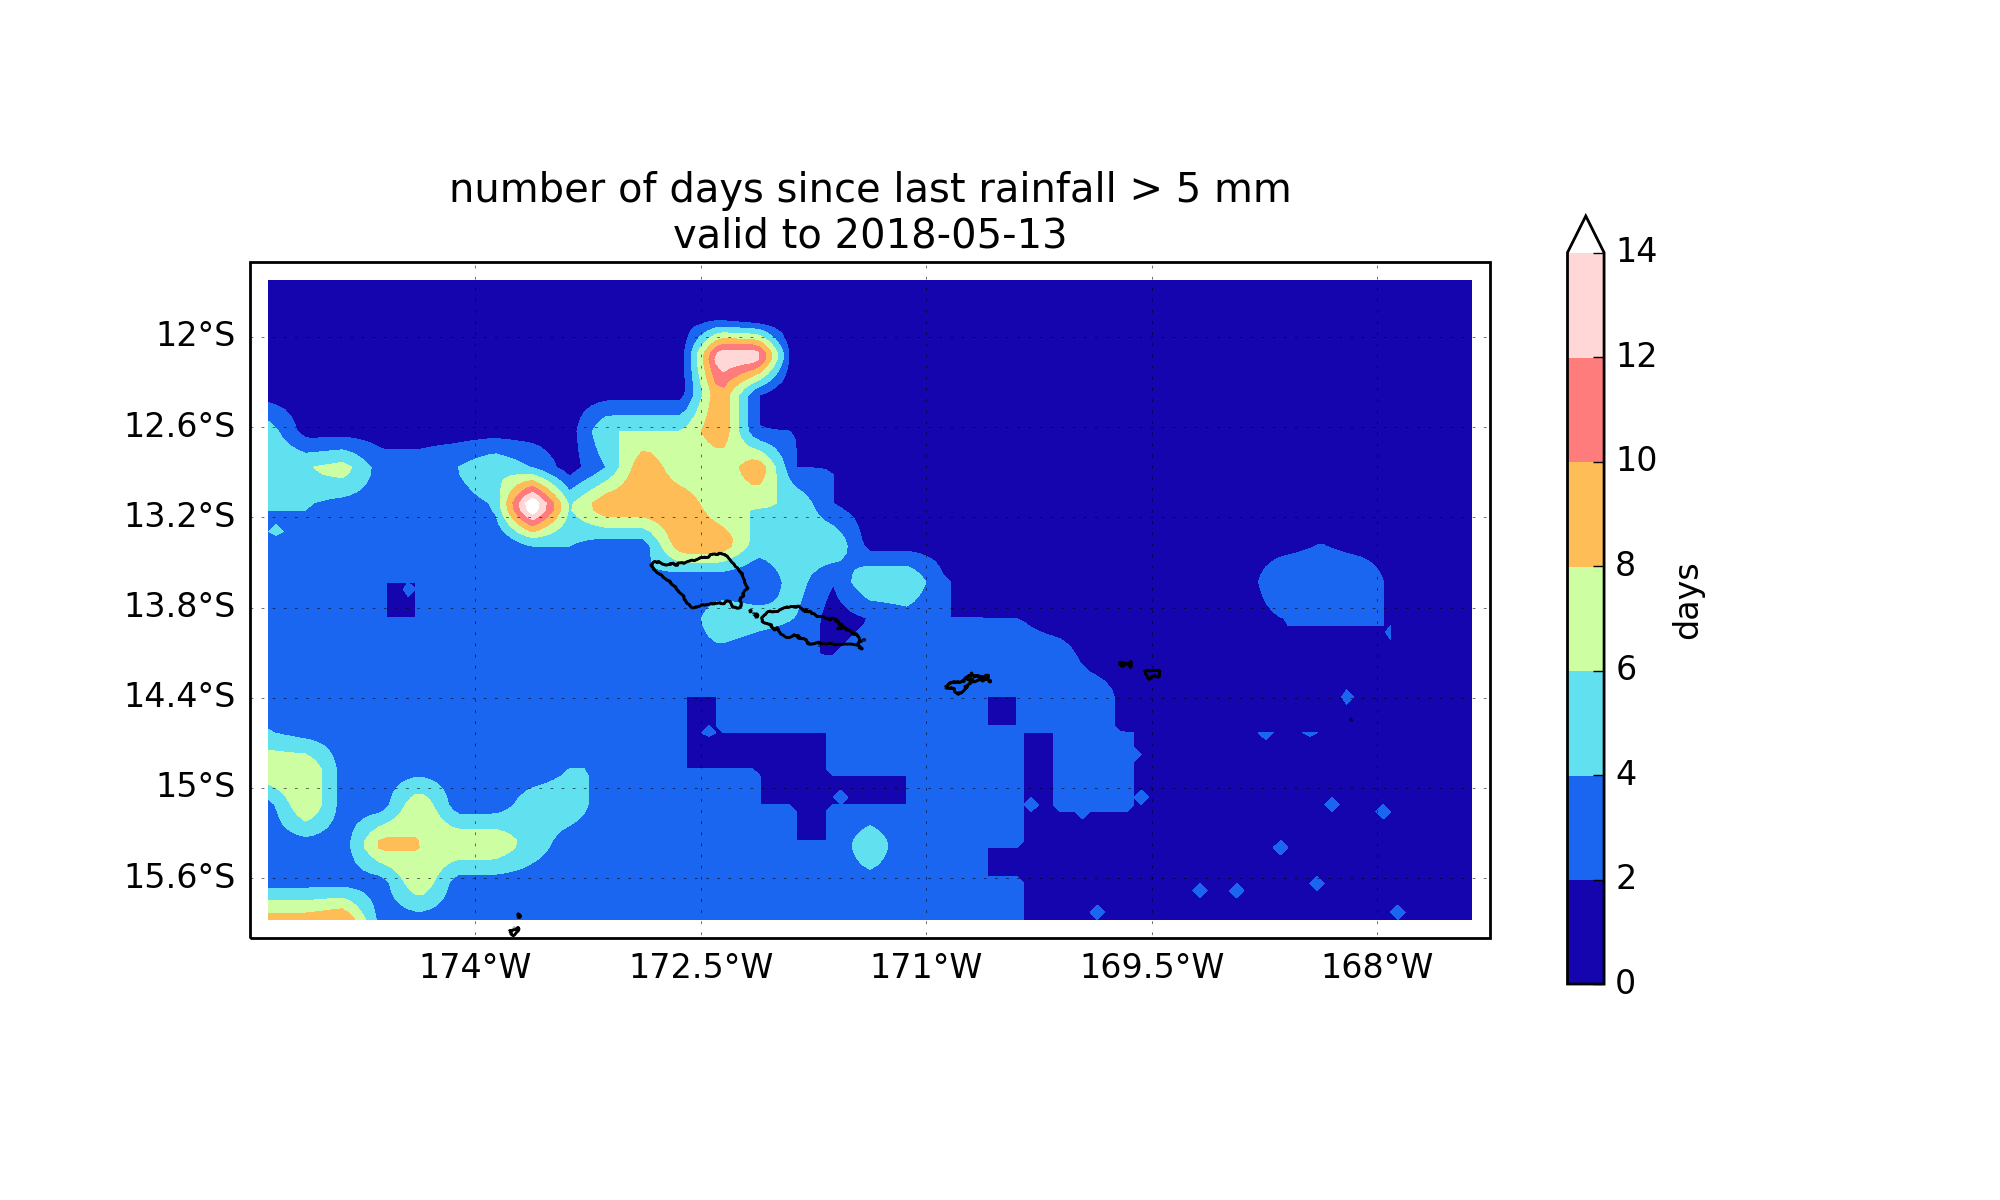 number of days since last rainfall > 5 mm
valid to 2018-05-13
12°S
12.6°S
13.2°S
13.8°S
14.4°S
15°S
15.6°S
174°W
172.5°W
171°W
169.5°W
168°W
14
12
10
8
6
4
2
0
days